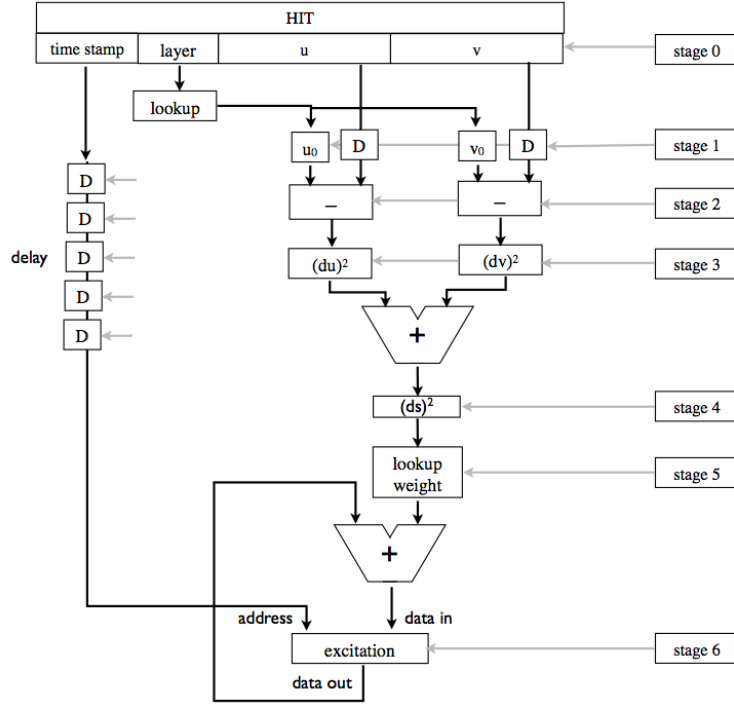 HIT
time stamp
layer
u
v
stage 0
lookup
u₀
D
v₀
D
stage 1
D
–
–
stage 2
D
delay
D
(du)²
(dv)²
stage 3
D
D
+
(ds)²
stage 4
lookup
weight
stage 5
+
address
data in
excitation
stage 6
data out